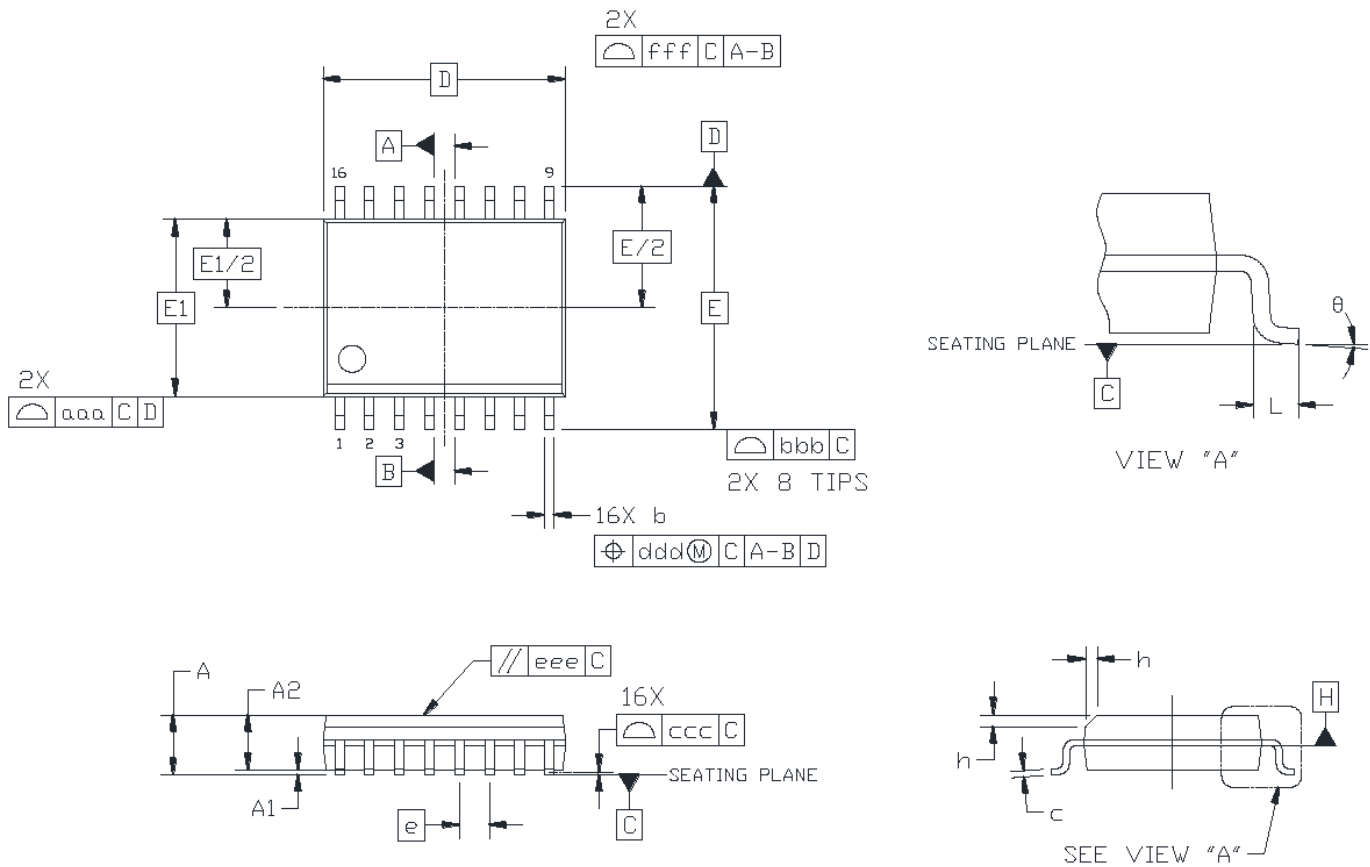 2X
⌓ fff C A-B
D
A
D
16
9
E1/2
E/2
E1
E
θ
SEATING PLANE
C
L
VIEW "A"
2X
⌓ aaa C D
1 2 3
B
⌓ bbb C
2X 8 TIPS
16X b
⌖ ddd Ⓜ C A-B D
// eee C
A
A2
16X
⌓ ccc C
SEATING PLANE
A1
e
C
h
H
h
c
SEE VIEW "A"